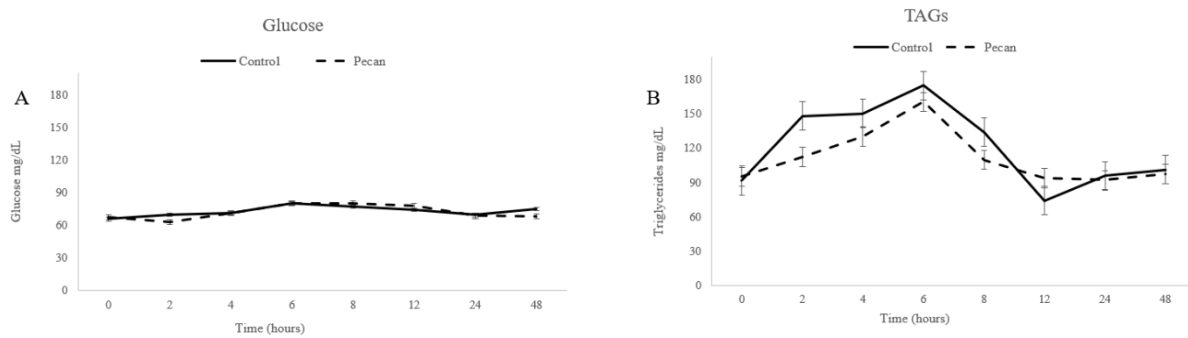 Glucose
Control Pecan
A
180
150
120
90
60
30
0
Glucose mg/dL
0 2 4 6 8 12 24 48
Time (hours)
TAGs
Control Pecan
B
180
150
120
90
60
30
0
Triglycerides mg/dL
0 2 4 6 8 12 24 48
Time (hours)